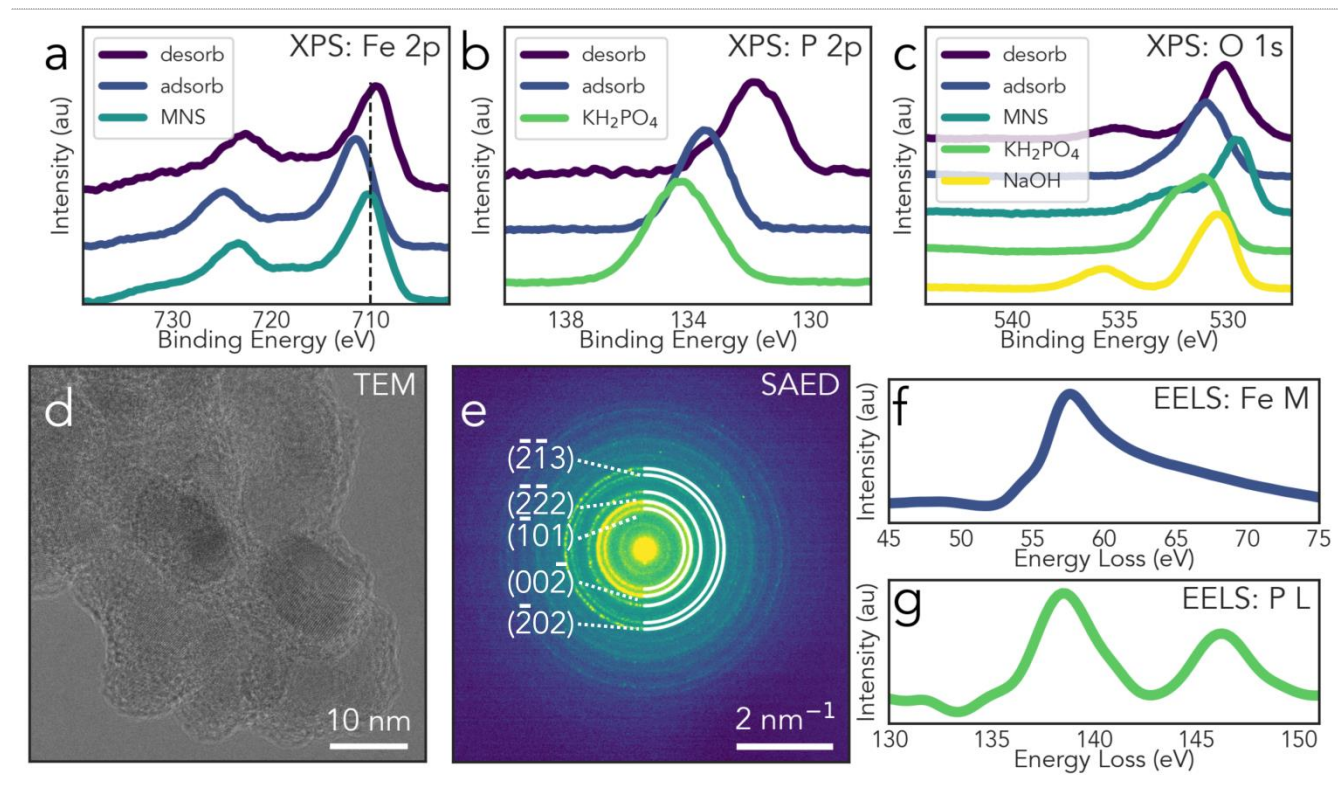 a
desorb
adsorb
MNS
XPS: Fe 2p
Intensity (au)
730 720 710
Binding Energy (eV)
b
desorb
adsorb
KH₂PO₄
XPS: P 2p
Intensity (au)
138 134 130
Binding Energy (eV)
c
desorb
adsorb
MNS
KH₂PO₄
NaOH
XPS: O 1s
Intensity (au)
540 535 530
Binding Energy (eV)
d
TEM
10 nm
e
SAED
(2̅1̅3)
(2̅2̅2)
(1̅01)
(002̅)
(2̅02)
2 nm⁻¹
f
EELS: Fe M
Intensity (au)
45 50 55 60 65 70 75
Energy Loss (eV)
g
EELS: P L
Intensity (au)
130 135 140 145 150
Energy Loss (eV)